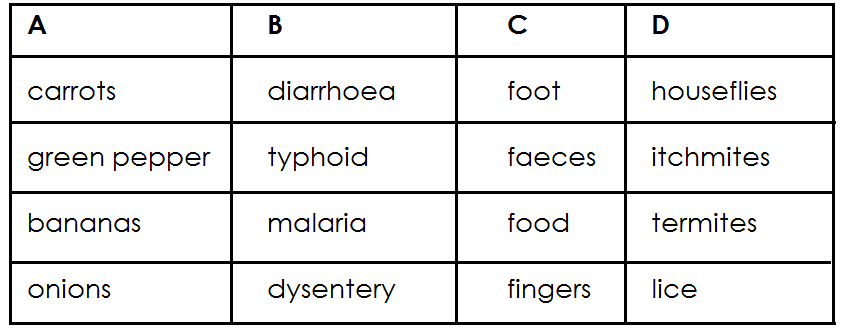 A B C D
carrots diarrhoea foot houseflies
green pepper typhoid faeces itchmites
bananas malaria food termites
onions dysentery fingers lice